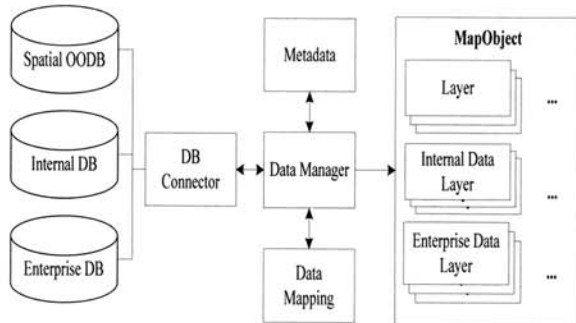 Spatial OODB
Internal DB
Enterprise DB
DB
Connector
Metadata
Data Manager
Data
Mapping
MapObject
Layer
...
Internal Data
Layer
...
Enterprise Data
Layer
...